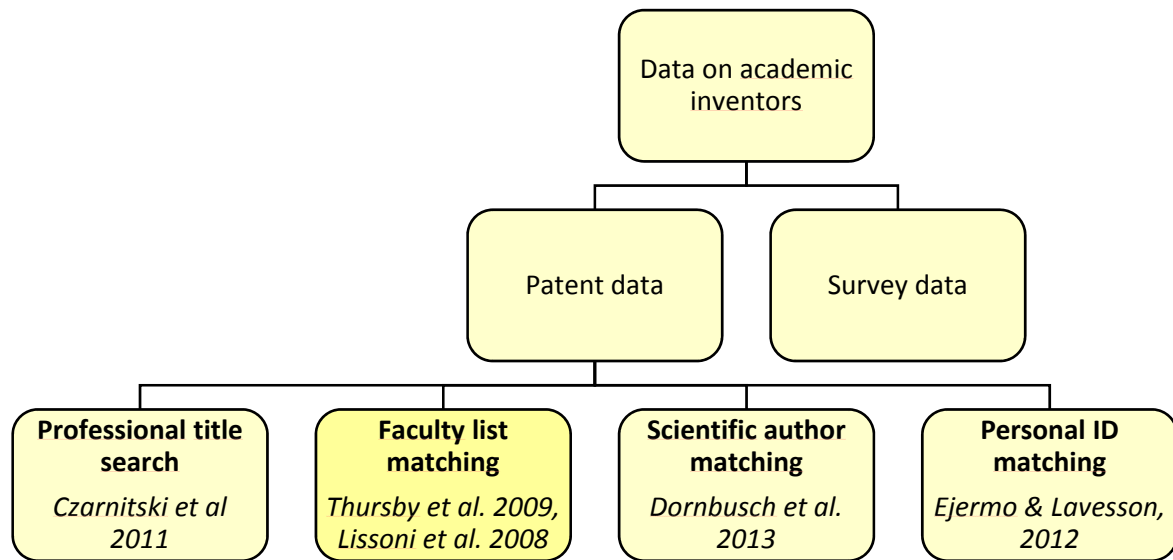 Data on academic
inventors
Patent data
Survey data
Professional title
search
Czarnitski et al
2011
Faculty list
matching
Thursby et al. 2009,
Lissoni et al. 2008
Scientific author
matching
Dornbusch et al.
2013
Personal ID
matching
Ejermo & Lavesson,
2012